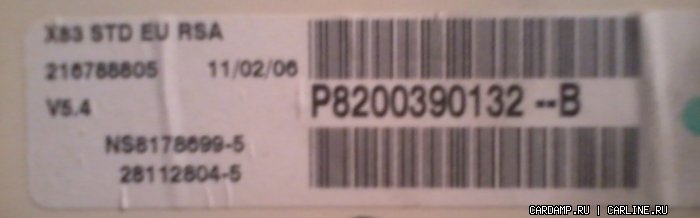 X83 STD EU RSA
216788805 11/02/06
V5.4
P8200390132 --B
NS8178699-5
28112804-5
CARDAMP.RU | CARLINE.RU